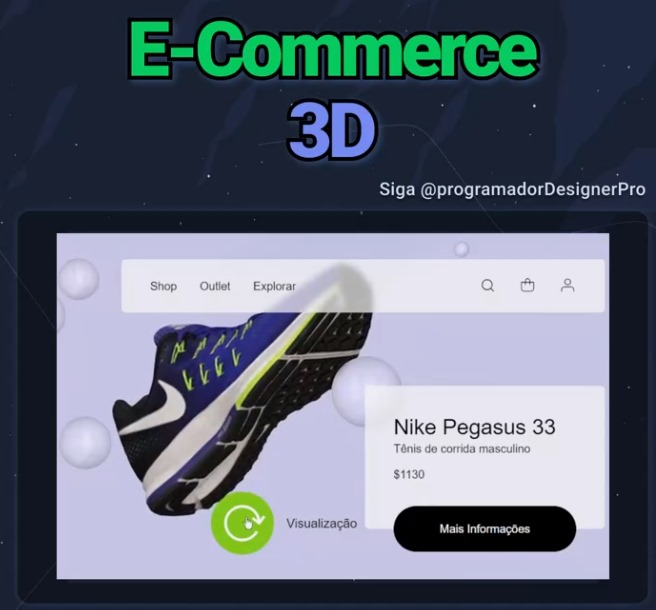 E-Commerce
3D
Siga @programadorDesignerPro
Shop Outlet Explorar
Nike Pegasus 33
Tênis de corrida masculino
$1130
Visualização
Mais Informações